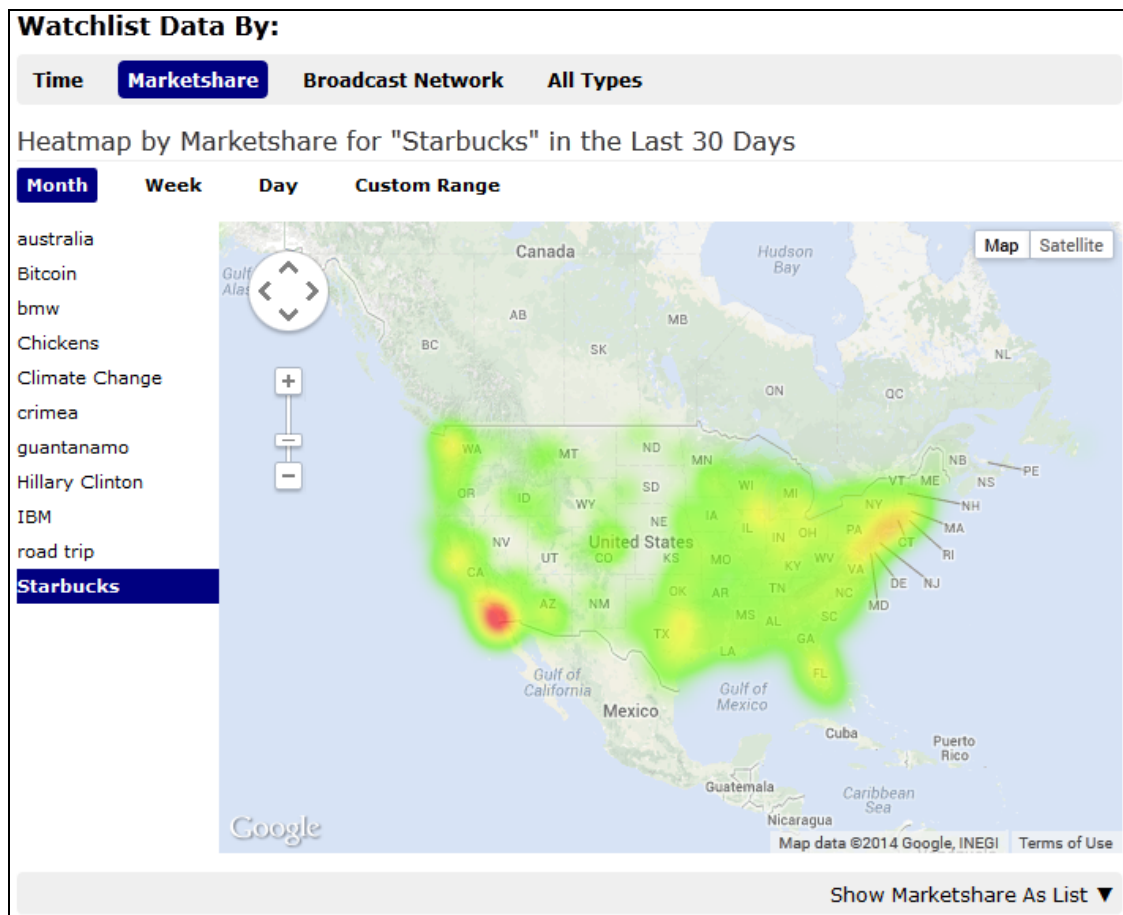 Watchlist Data By:
Time Marketshare Broadcast Network All Types
Heatmap by Marketshare for "Starbucks" in the Last 30 Days
Month Week Day Custom Range
australia
Bitcoin
bmw
Chickens
Climate Change
crimea
guantanamo
Hillary Clinton
IBM
road trip
Starbucks
Map Satellite
Canada
Hudson
Bay
Gulf
Alas
AB
MB
BC
SK
NL
ON
QC
WA
MT
ND
MN
NB
PE
VT ME
NS
OR
ID
SD
WI
MI
NH
WY
NY
MA
IA
NE
PA
CT
RI
IL
IN
OH
NV
United States
UT
CO
KS
MO
WV
VA
KY
DE
NJ
CA
OK
AR
TN
NC
MD
AZ
NM
MS
AL
SC
TX
GA
LA
FL
Gulf of
California
Gulf of
Mexico
Mexico
Cuba
Puerto
Rico
Guatemala
Caribbean
Sea
Nicaragua
Google
Map data ©2014 Google, INEGI Terms of Use
Show Marketshare As List ▼